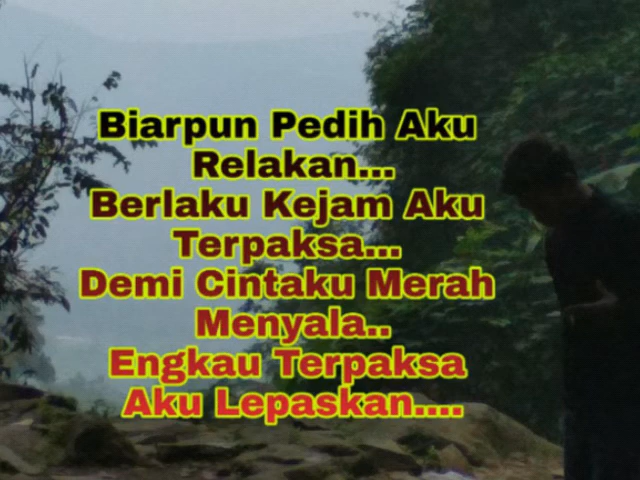 Biarpun Pedih Aku
Relakan...
Berlaku Kejam Aku
Terpaksa...
Demi Cintaku Merah
Menyala..
Engkau Terpaksa
Aku Lepaskan....